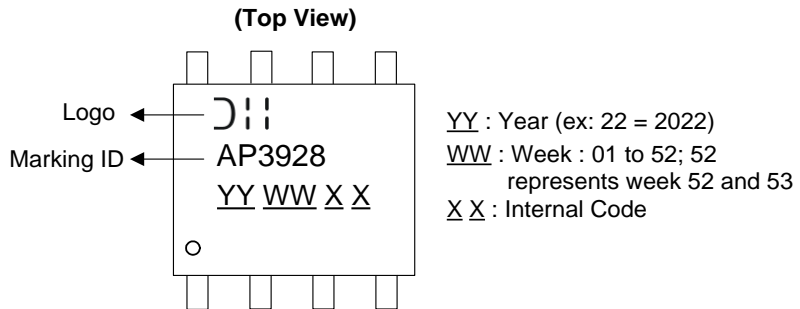 (Top View)
Logo
Marking ID
AP3928
YY WW X X
YY : Year (ex: 22 = 2022)
WW : Week : 01 to 52; 52
represents week 52 and 53
X X : Internal Code